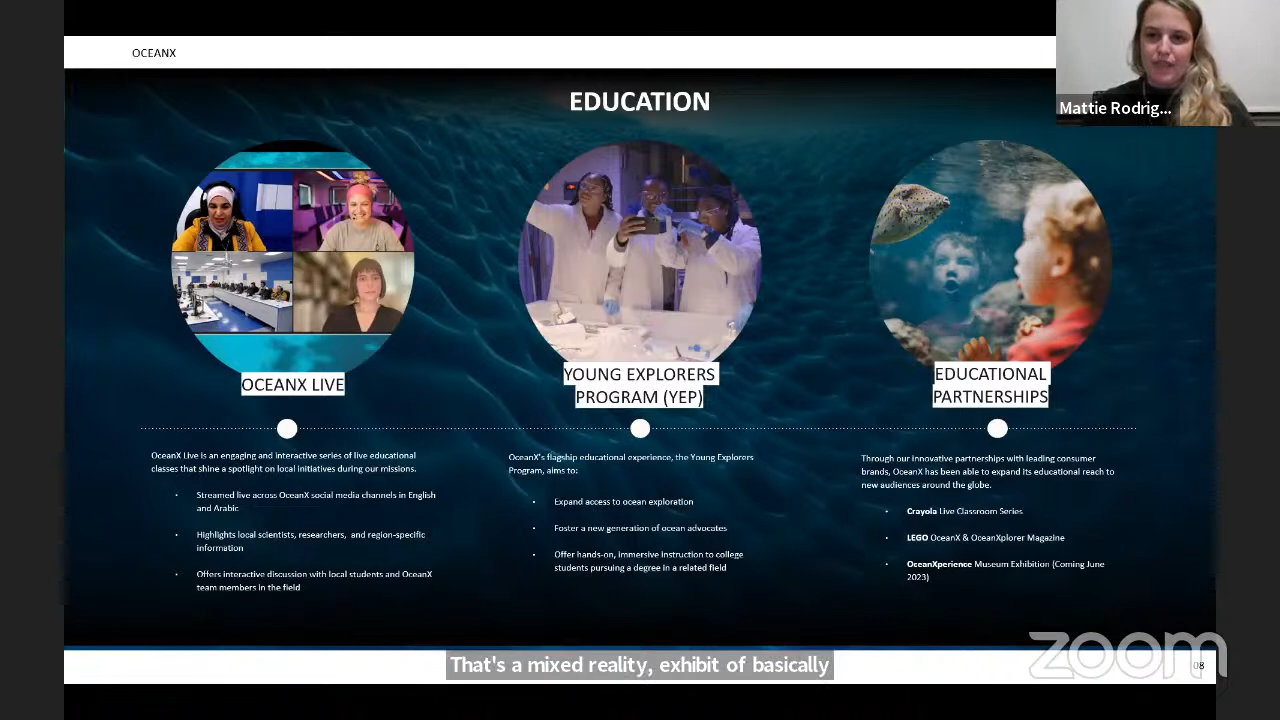 OCEANX
EDUCATION
Mattie Rodrig...
OCEANX LIVE
OceanX Live is an engaging and interactive series of live educational
classes that shine a spotlight on local initiatives during our missions.
• Streamed live across OceanX social media channels in English
and Arabic
• Highlights local scientists, researchers, and region-specific
information
• Offers interactive discussion with local students and OceanX
team members in the field
YOUNG EXPLORERS
PROGRAM (YEP)
OceanX's flagship educational experience, the Young Explorers
Program, aims to:
• Expand access to ocean exploration
• Foster a new generation of ocean advocates
• Offer hands-on, immersive instruction to college
students pursuing a degree in a related field
EDUCATIONAL
PARTNERSHIPS
Through our innovative partnerships with leading consumer
brands, OceanX has been able to expand its educational reach to
new audiences around the globe.
• Crayola Live Classroom Series
• LEGO OceanX & OceanXplorer Magazine
• OceanXperience Museum Exhibition (Coming June
2023)
That's a mixed reality, exhibit of basically
zoom
08